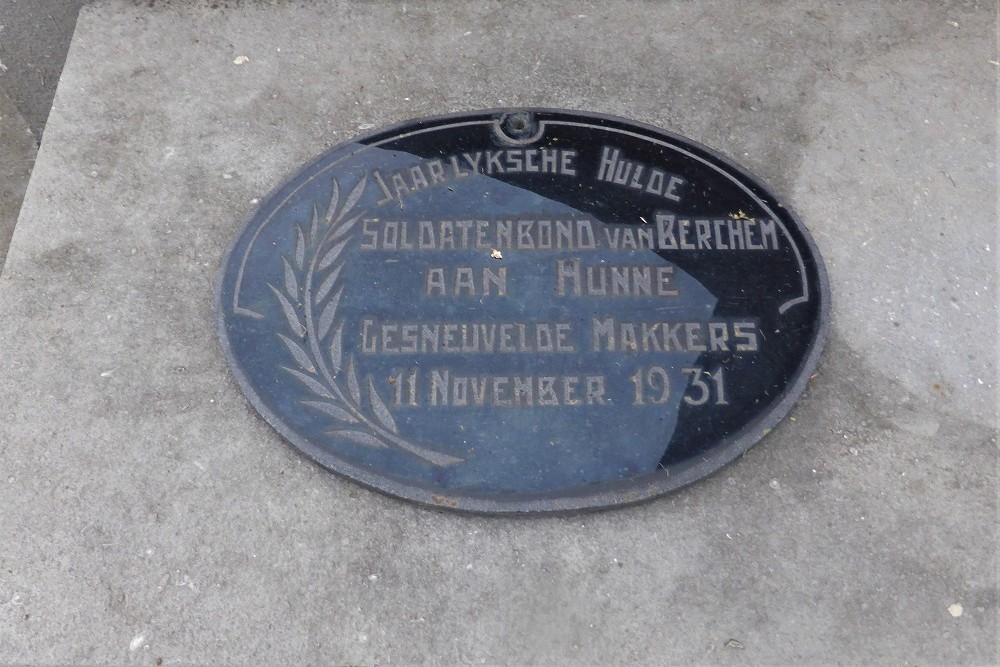 Jaarlyksche Hulde
Soldatenbond van Berchem
aan Hunne
Gesneuvelde Makkers
11 November 1931